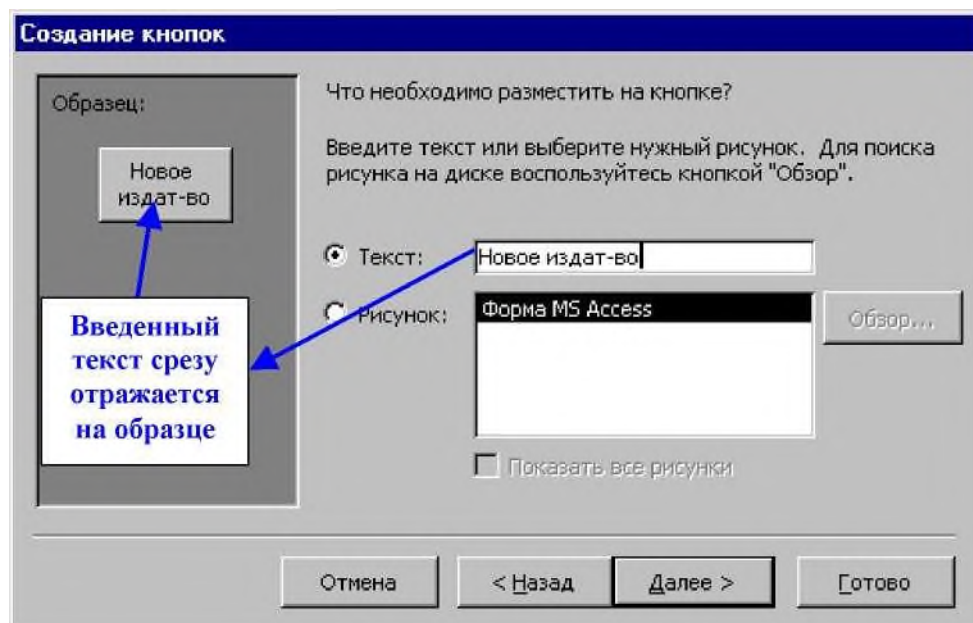 Создание кнопок
Образец:
Новое
издат-во
Введенный
текст срезу
отражается
на образце
Что необходимо разместить на кнопке?
Введите текст или выберите нужный рисунок. Для поиска
рисунка на диске воспользуйтесь кнопкой "Обзор".
Текст:
Новое издат-во
Рисунок:
Форма MS Access
Обзор...
Показать все рисунки
Отмена
< Назад
Далее >
Готово